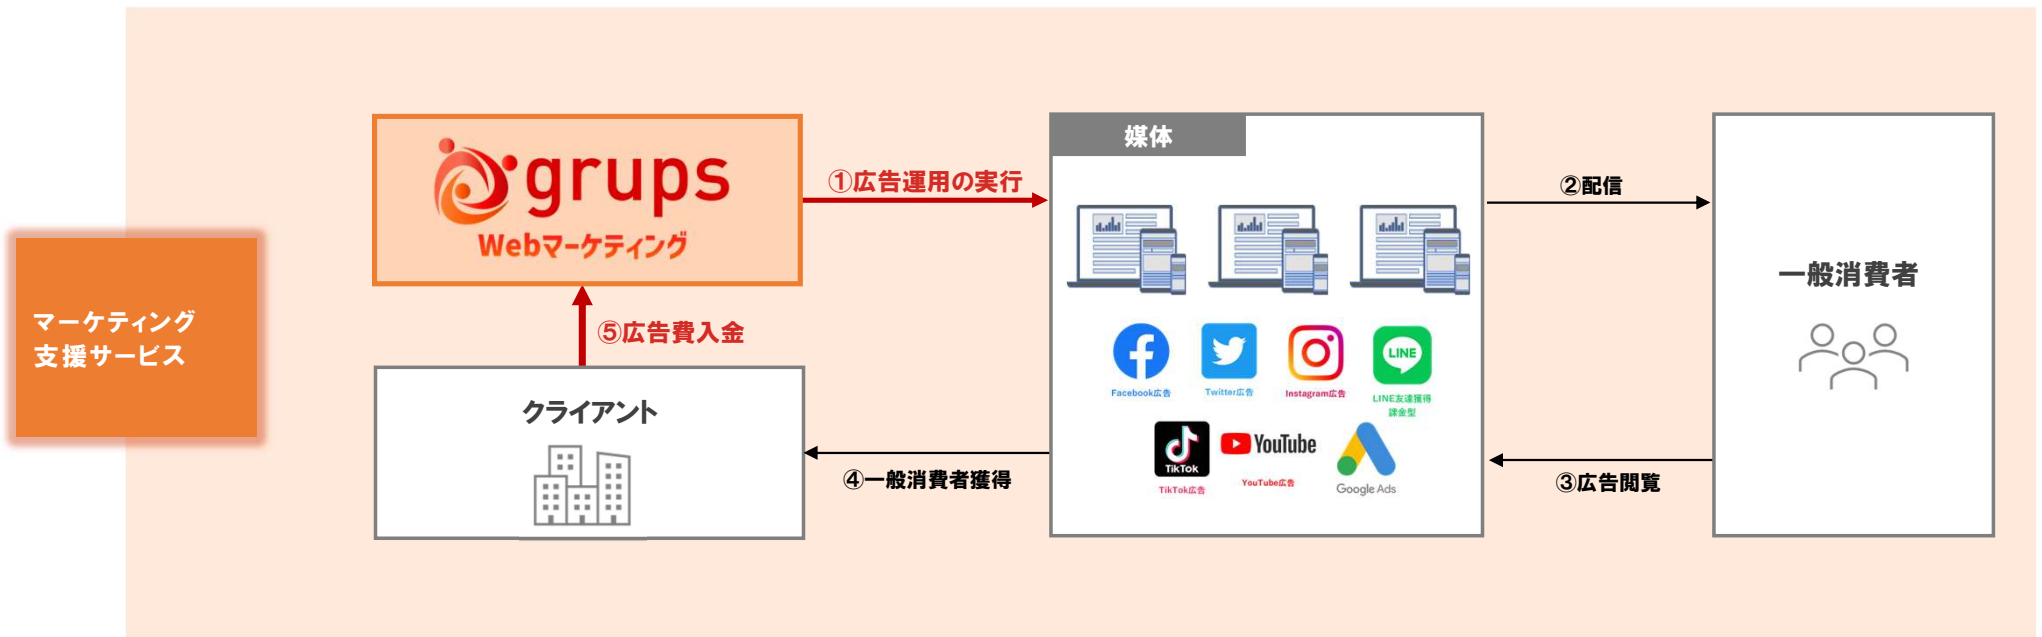 マーケティング
支援サービス
grups
Webマーケティング
①広告運用の実行
媒体
②配信
一般消費者
⑤広告費入金
クライアント
④一般消費者獲得
LINE
Facebook広告
Twitter広告
Instagram広告
LINE友達獲得
課金型
TikTok
YouTube
TikTok広告
YouTube広告
Google Ads
③広告閲覧